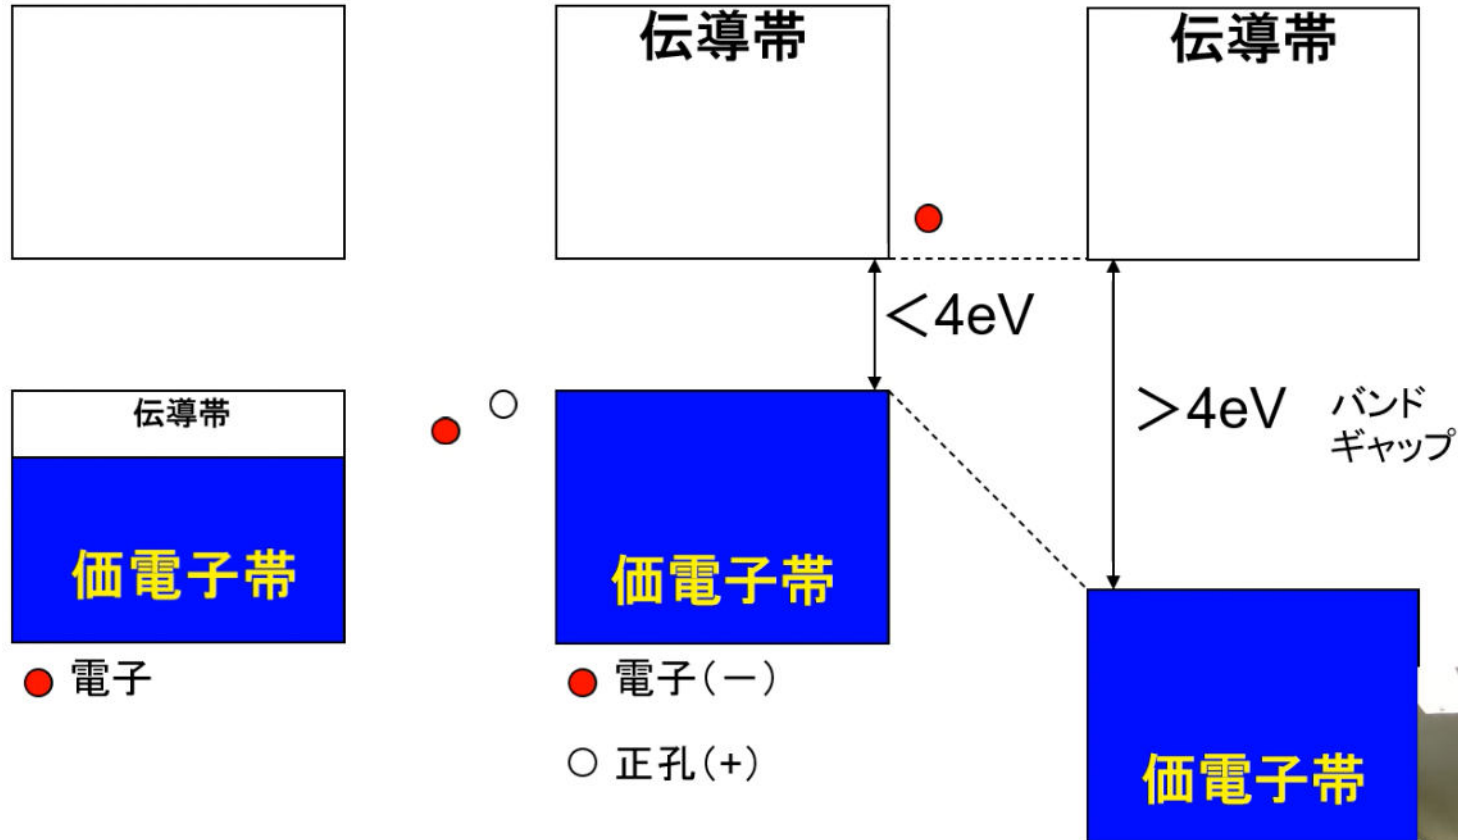 伝導帯
伝導帯
<4eV
>4eV
バンド
ギャップ
伝導帯
価電子帯
価電子帯
電子
電子(-)
正孔(+)
価電子帯